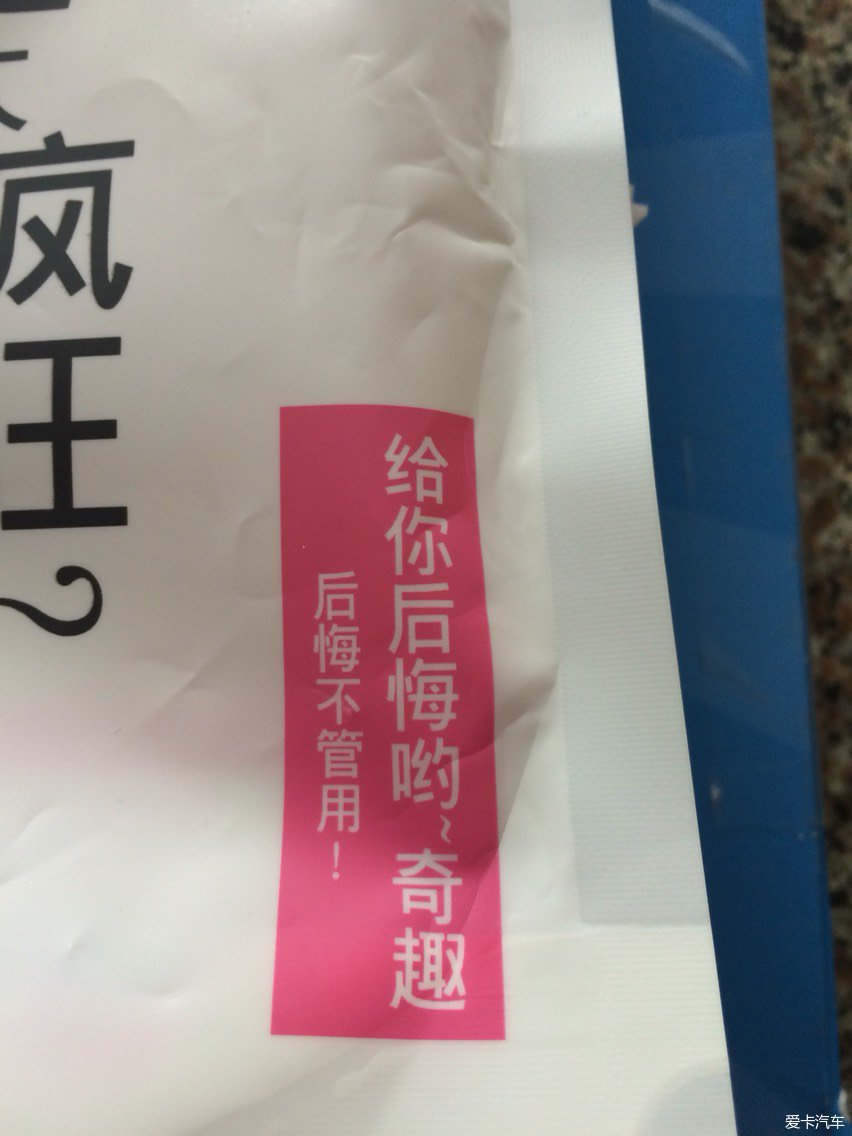 给你后悔哟~奇趣
后悔不管用！
疯王？
爱卡汽车